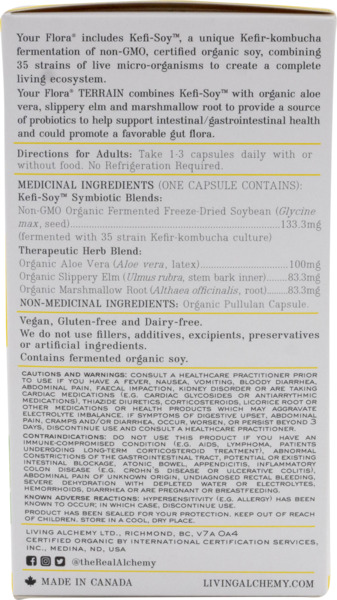 Your Flora® includes Kefi-Soy™, a unique Kefir-kombucha
fermentation of non-GMO, certified organic soy, combining
35 strains of live micro-organisms to create a complete
living ecosystem.
Your Flora® TERRAIN combines Kefi-Soy™ with organic aloe
vera, slippery elm and marshmallow root to provide a source
of probiotics to help support intestinal/gastrointestinal health
and could promote a favorable gut flora.
Directions for Adults: Take 1-3 capsules daily with or
without food. No Refrigeration Required.
MEDICINAL INGREDIENTS (ONE CAPSULE CONTAINS):
Kefi-Soy™ Symbiotic Blends:
Non-GMO Organic Fermented Freeze-Dried Soybean (Glycine
max, seed)..........133.3mg
(fermented with 35 strain Kefir-kombucha culture)
Therapeutic Herb Blend:
Organic Aloe Vera (Aloe vera, latex)..........100mg
Organic Slippery Elm (Ulmus rubra, stem bark inner)..........83.3mg
Organic Marshmallow Root (Althaea officinalis, root)..........83.3mg
NON-MEDICINAL INGREDIENTS: Organic Pullulan Capsule.
Vegan, Gluten-free and Dairy-free.
We do not use fillers, additives, excipients, preservatives
or artificial ingredients.
Contains fermented organic soy.
CAUTIONS AND WARNINGS: CONSULT A HEALTHCARE PRACTITIONER PRIOR
TO USE IF YOU HAVE A FEVER, NAUSEA, VOMITING, BLOODY DIARRHEA,
ABDOMINAL PAIN, FAECAL IMPACTION, KIDNEY DISORDER OR ARE TAKING
CARDIAC MEDICATIONS (E.G. CARDIAC GLYCOSIDES OR ANTIARRYTHMIC
MEDICATIONS), THIAZIDE DIURETICS, CORTICOSTEROIDS, LICORICE ROOT OR
OTHER MEDICATIONS OR HEALTH PRODUCTS WHICH MAY AGGRAVATE
ELECTROLYTE IMBALANCE. IF SYMPTOMS OF DIGESTIVE UPSET, ABDOMINAL
PAIN, CRAMPS AND/OR DIARRHEA, OCCUR, WORSEN, OR PERSIST BEYOND 3
DAYS, DISCONTINUE USE AND CONSULT A HEALTHCARE PRACTITIONER.
CONTRAINDICATIONS: DO NOT USE THIS PRODUCT IF YOU HAVE AN
IMMUNE-COMPROMISED CONDITION (E.G. AIDS, LYMPHOMA, PATIENTS
UNDERGOING LONG-TERM CORTICOSTEROID TREATMENT), ABNORMAL
CONSTRICTIONS OF THE GASTROINTESTINAL TRACT, POTENTIAL OR EXISTING
INTESTINAL BLOCKAGE, ATONIC BOWEL, APPENDICITIS, INFLAMMATORY
COLON DISEASE (E.G. CROHN'S DISEASE OR ULCERATIVE COLITIS),
ABDOMINAL PAIN OF UNKNOWN ORIGIN, UNDIAGNOSED RECTAL BLEEDING,
SEVERE DEHYDRATION WITH DEPLETED WATER OR ELECTROLYTES,
HEMORRHOIDS, DIARRHEA OR ARE PREGNANT OR BREASTFEEDING.
KNOWN ADVERSE REACTIONS: HYPERSENSITIVITY (E.G. ALLERGY) HAS BEEN
KNOWN TO OCCUR; IN WHICH CASE, DISCONTINUE USE.
PRODUCT HAS BEEN SEALED FOR YOUR PROTECTION, KEEP OUT OF REACH
OF CHILDREN. STORE IN A COOL, DRY PLACE.
LIVING ALCHEMY LTD., RICHMOND, BC, V7A 0A4
CERTIFIED ORGANIC BY INTERNATIONAL CERTIFICATION SERVICES,
INC., MEDINA, ND, USA
@theRealAlchemy
MADE IN CANADA LIVINGALCHEMY.COM